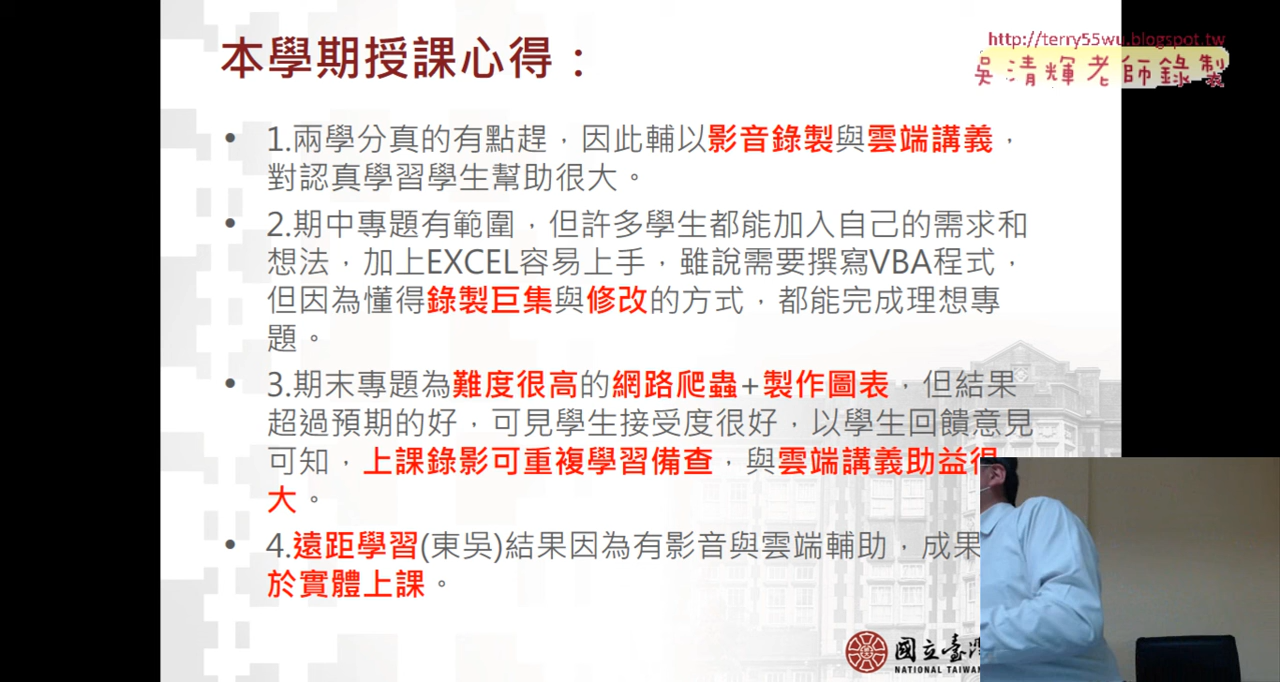 本學期授課心得：
http://terry55wu.blogspot.tw
吳清輝老師錄製
• 1.兩學分真的有點趕，因此輔以影音錄製與雲端講義，
對認真學習學生幫助很大。
• 2.期中專題有範圍，但許多學生都能加入自己的需求和
想法，加上EXCEL容易上手，雖說需要撰寫VBA程式，
但因為懂得錄製巨集與修改的方式，都能完成理想專
題。
• 3.期末專題為難度很高的網路爬蟲+製作圖表，但結果
超過預期的好，可見學生接受度很好，以學生回饋意見
可知，上課錄影可重複學習備查，與雲端講義助益很
大。
• 4.遠距學習(東吳)結果因為有影音與雲端輔助，成果
於實體上課。
國立臺灣
NATIONAL TAIWAN